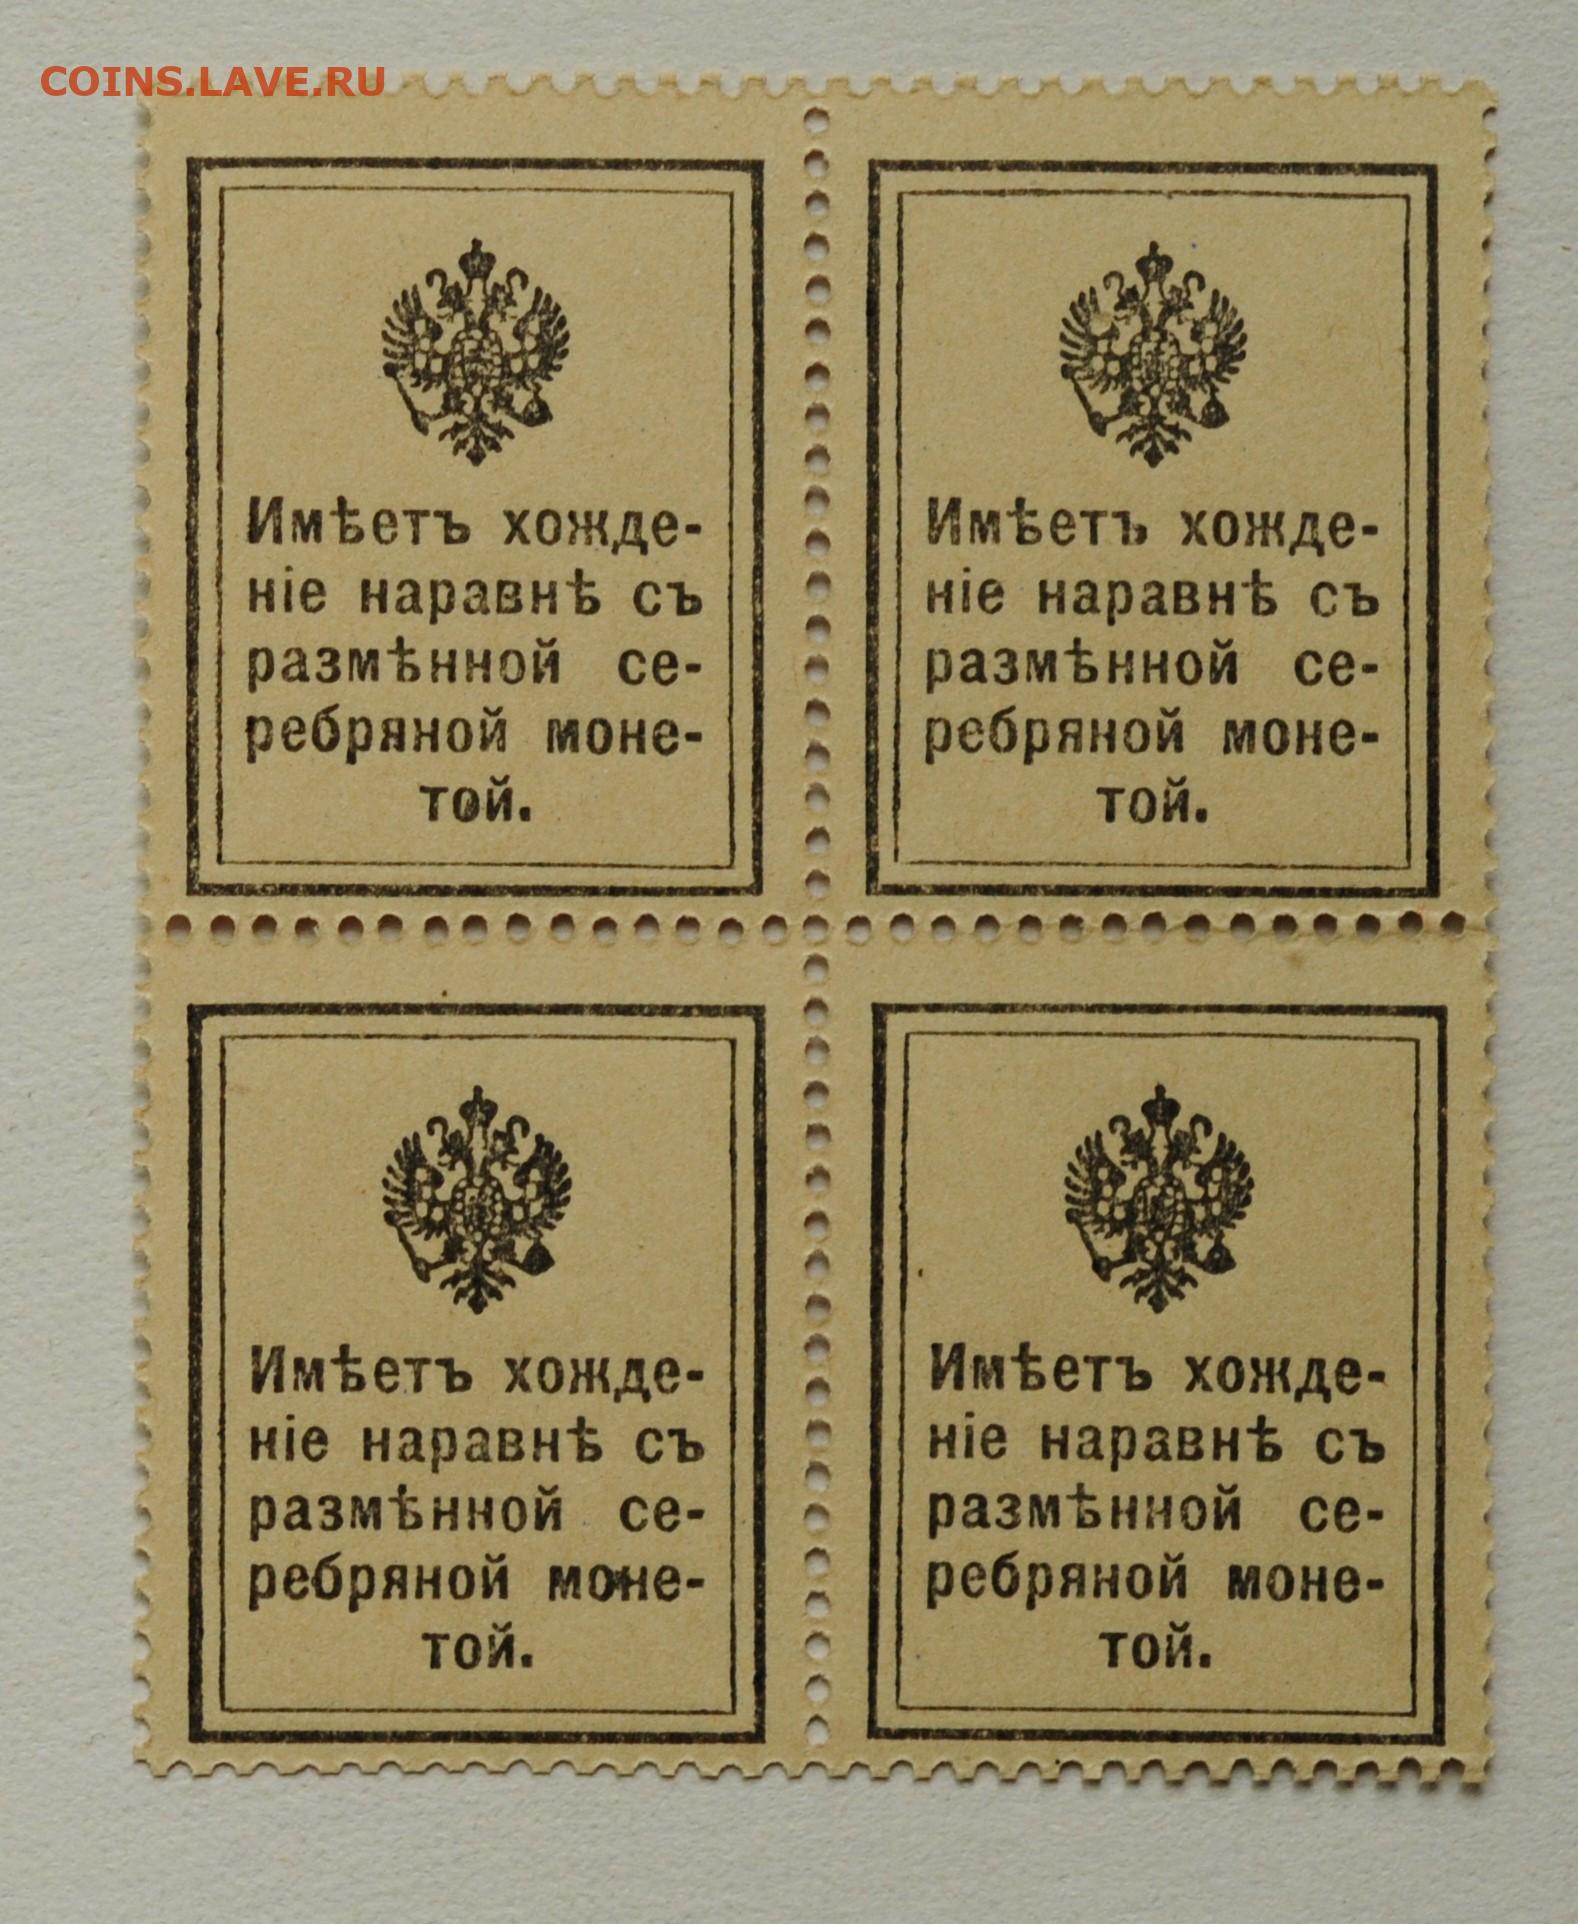 COINS.LAVE.RU
Имѣетъ хожде-
ніе наравнѣ съ
размѣнной се-
ребряной моне-
той.
Имѣетъ хожде-
ніе наравнѣ съ
размѣнной се-
ребряной моне-
той.
Имѣетъ хожде-
ніе наравнѣ съ
размѣнной се-
ребряной моне-
той.
Имѣетъ хожде-
ніе наравнѣ съ
размѣнной се-
ребряной моне-
той.